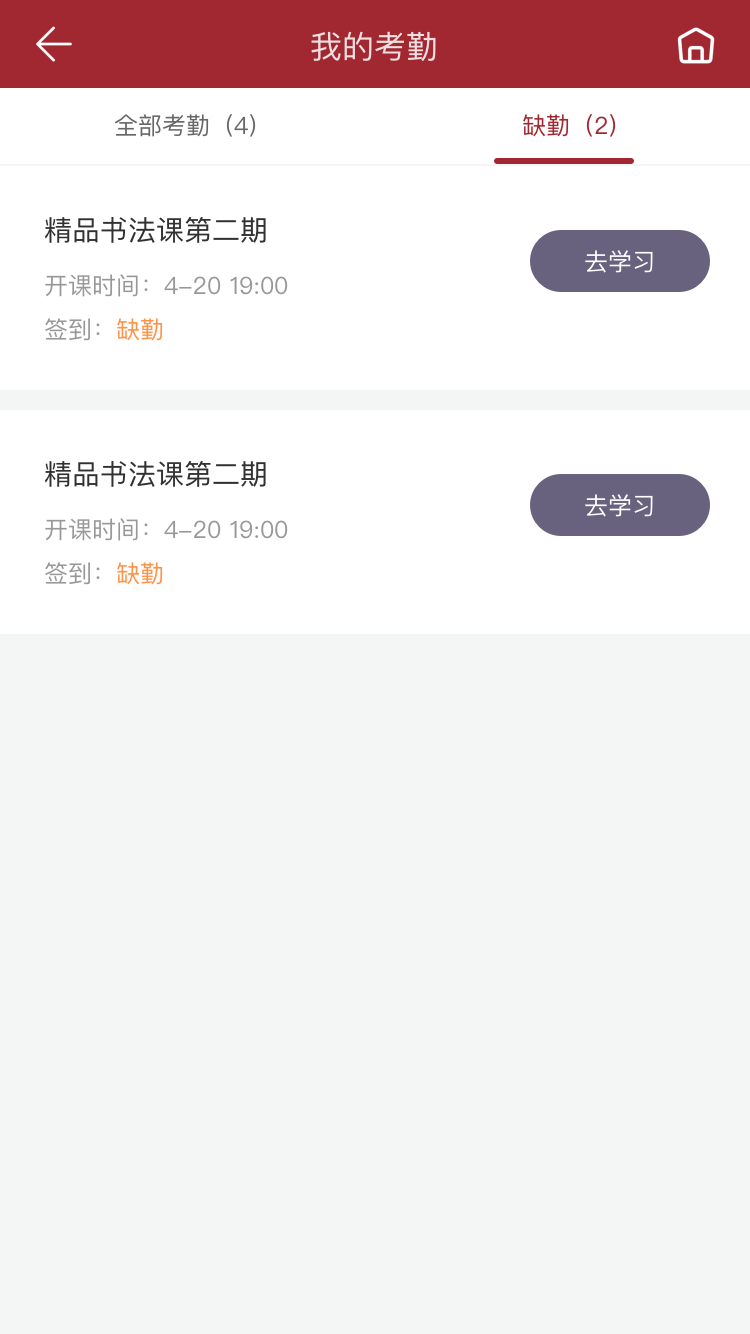 我的考勤
全部考勤（4）
缺勤（2）
精品书法课第二期
去学习
开课时间：4-20 19:00
签到：缺勤
精品书法课第二期
去学习
开课时间：4-20 19:00
签到：缺勤